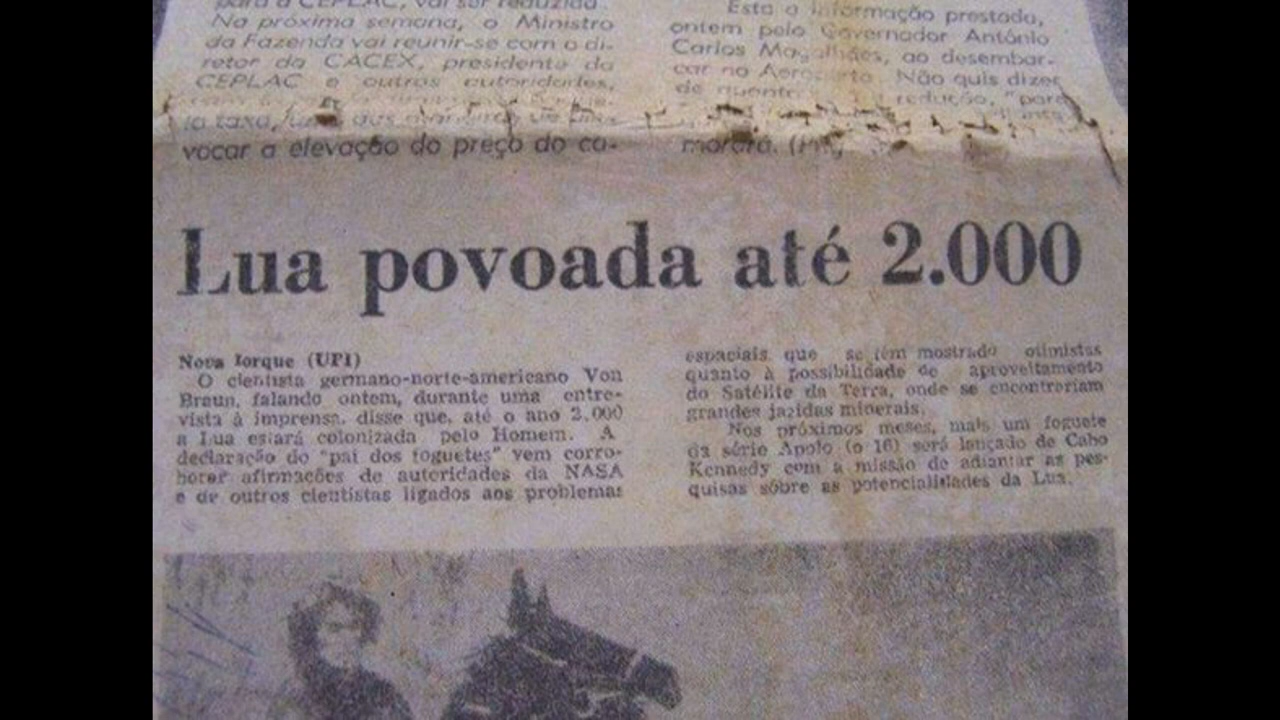 para a CEPLAC, vai ser reduzida.
Na próxima semana, o Ministro
da Fazenda vai reunir-se com o di-
retor da CACEX, presidente da
CEPLAC e outras autoridades,
la taxa,
vocar a elevação do preço do ca-
Esta a informação prestada,
ontem pelo Governador Antônio
Carlos Magalhães, ao desembar-
car no Aeroporto. Não quis dizer
de quanto redução, "para
Lua povoada até 2.000
Nova Iorque (UPI)
O cientista germano-norte-americano Von
Braun, falando ontem, durante uma entre-
vista à imprensa, disse que, até o ano 2.000
a Lua estará colonizada pelo Homem. A
declaração do "pai dos foguetes" vem corro-
borar afirmações de autoridades da NASA
e de outros cientistas ligados aos problemas
espaciais que se têm mostrado otimistas
quanto à possibilidade de aproveitamento
do Satélite da Terra, onde se encontrariam
grandes jazidas minerais.
Nos próximos meses, mais um foguete
da série Apolo (o 16) será lançado de Cabo
Kennedy com a missão de adiantar as pes-
quisas sôbre as potencialidades da Lua.